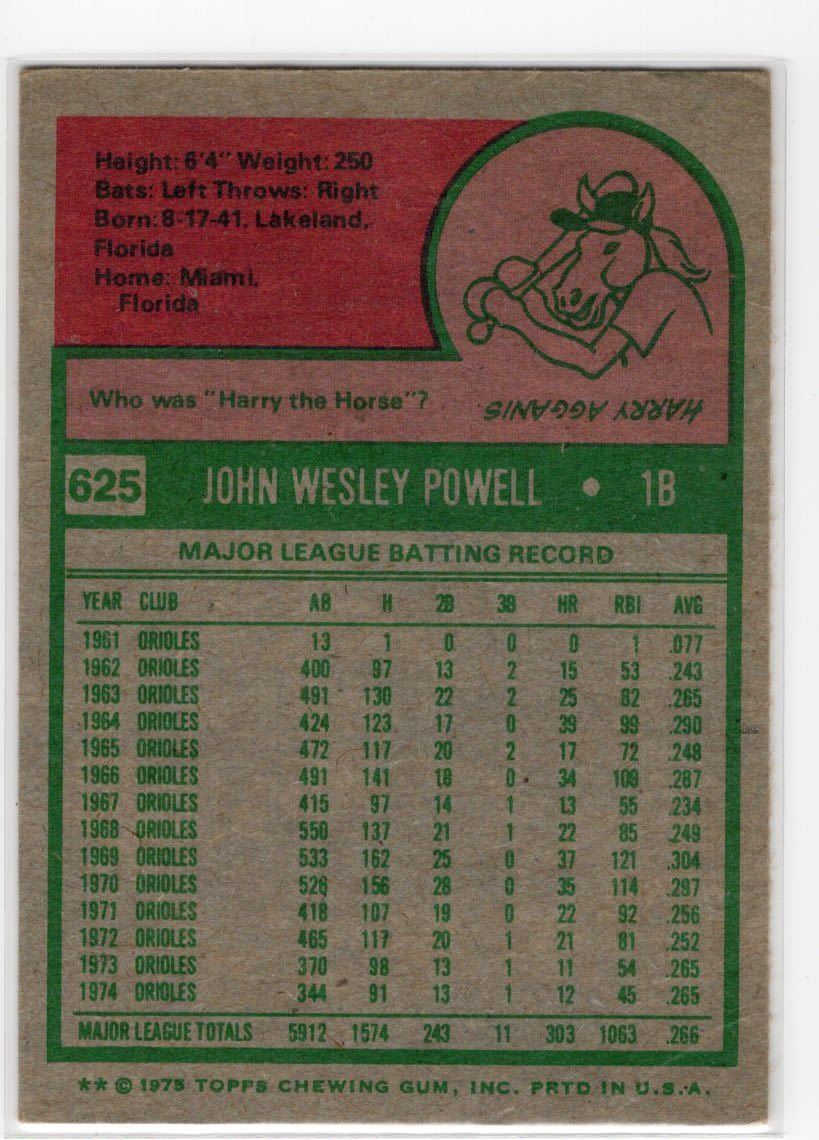 Height: 6'4" Weight: 250
Bats: Left Throws: Right
Born: 8-17-41, Lakeland,
Florida
Home: Miami,
Florida
Who was "Harry the Horse"?
HARRY AGGANIS
625 JOHN WESLEY POWELL • 1B
MAJOR LEAGUE BATTING RECORD
YEAR CLUB AB H 2B 3B HR RBI AVG
1961 ORIOLES 13 1 0 0 0 1 .077
1962 ORIOLES 400 97 13 2 15 53 .243
1963 ORIOLES 491 130 22 2 25 82 .265
1964 ORIOLES 424 123 17 0 39 99 .290
1965 ORIOLES 472 117 20 2 17 72 .248
1966 ORIOLES 491 141 18 0 34 109 .287
1967 ORIOLES 415 97 14 1 13 55 .234
1968 ORIOLES 550 137 21 1 22 85 .249
1969 ORIOLES 533 162 25 0 37 121 .304
1970 ORIOLES 526 156 28 0 35 114 .297
1971 ORIOLES 418 107 19 0 22 92 .256
1972 ORIOLES 465 117 20 1 21 81 .252
1973 ORIOLES 370 98 13 1 11 54 .265
1974 ORIOLES 344 91 13 1 12 45 .265
MAJOR LEAGUE TOTALS 5912 1574 243 11 303 1063 .266
** © 1975 TOPPS CHEWING GUM, INC. PRTD IN U.S.A.